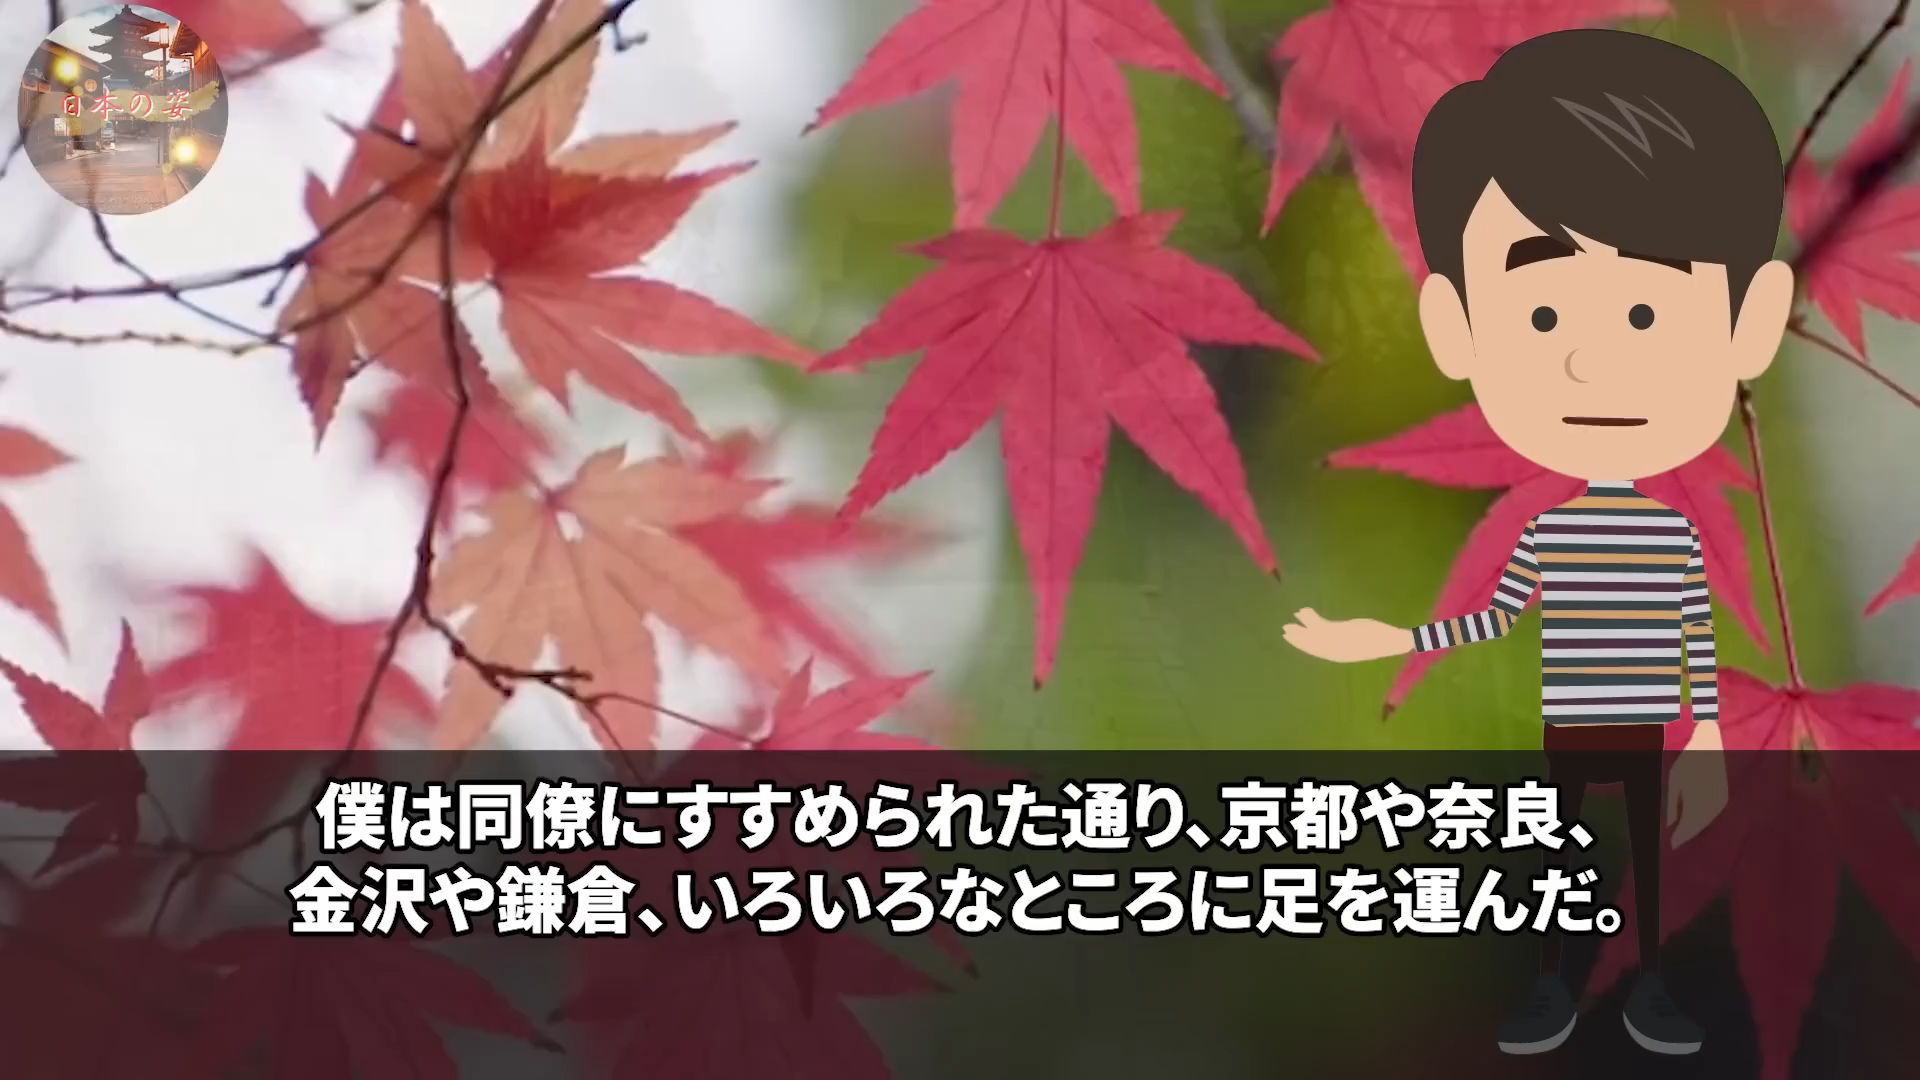 日本の姿
僕は同僚にすすめられた通り、京都や奈良、
金沢や鎌倉、いろいろなところに足を運んだ。